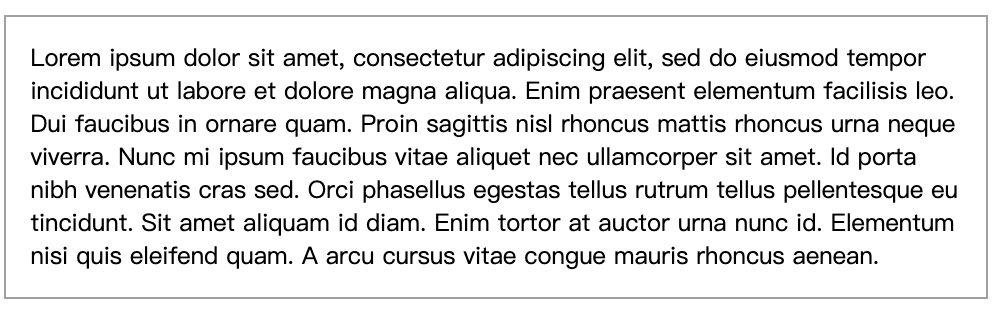 Lorem ipsum dolor sit amet, consectetur adipiscing elit, sed do eiusmod tempor
incididunt ut labore et dolore magna aliqua. Enim praesent elementum facilisis leo.
Dui faucibus in ornare quam. Proin sagittis nisl rhoncus mattis rhoncus urna neque
viverra. Nunc mi ipsum faucibus vitae aliquet nec ullamcorper sit amet. Id porta
nibh venenatis cras sed. Orci phasellus egestas tellus rutrum tellus pellentesque eu
tincidunt. Sit amet aliquam id diam. Enim tortor at auctor urna nunc id. Elementum
nisi quis eleifend quam. A arcu cursus vitae congue mauris rhoncus aenean.